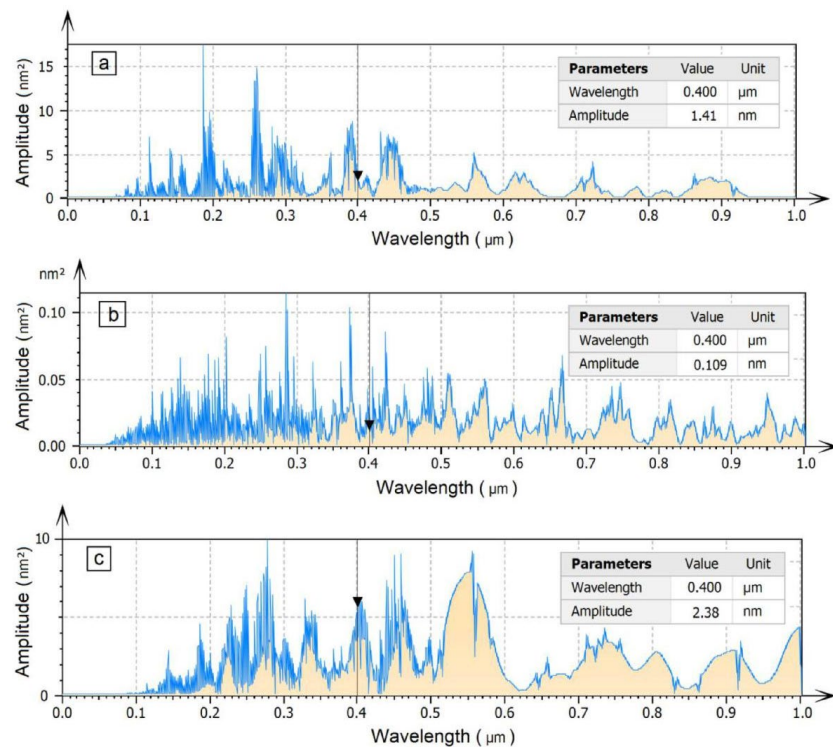 a
Amplitude (nm²)
15
10
5
0
Parameters Value Unit
Wavelength 0.400 µm
Amplitude 1.41 nm
0.0 0.1 0.2 0.3 0.4 0.5 0.6 0.7 0.8 0.9 1.0
Wavelength ( µm )
nm²
b
Amplitude (nm²)
0.10
0.05
0.00
Parameters Value Unit
Wavelength 0.400 µm
Amplitude 0.109 nm
0.0 0.1 0.2 0.3 0.4 0.5 0.6 0.7 0.8 0.9 1.0
Wavelength ( µm )
c
Amplitude (nm²)
10
0
Parameters Value Unit
Wavelength 0.400 µm
Amplitude 2.38 nm
0.0 0.1 0.2 0.3 0.4 0.5 0.6 0.7 0.8 0.9 1.0
Wavelength ( µm )